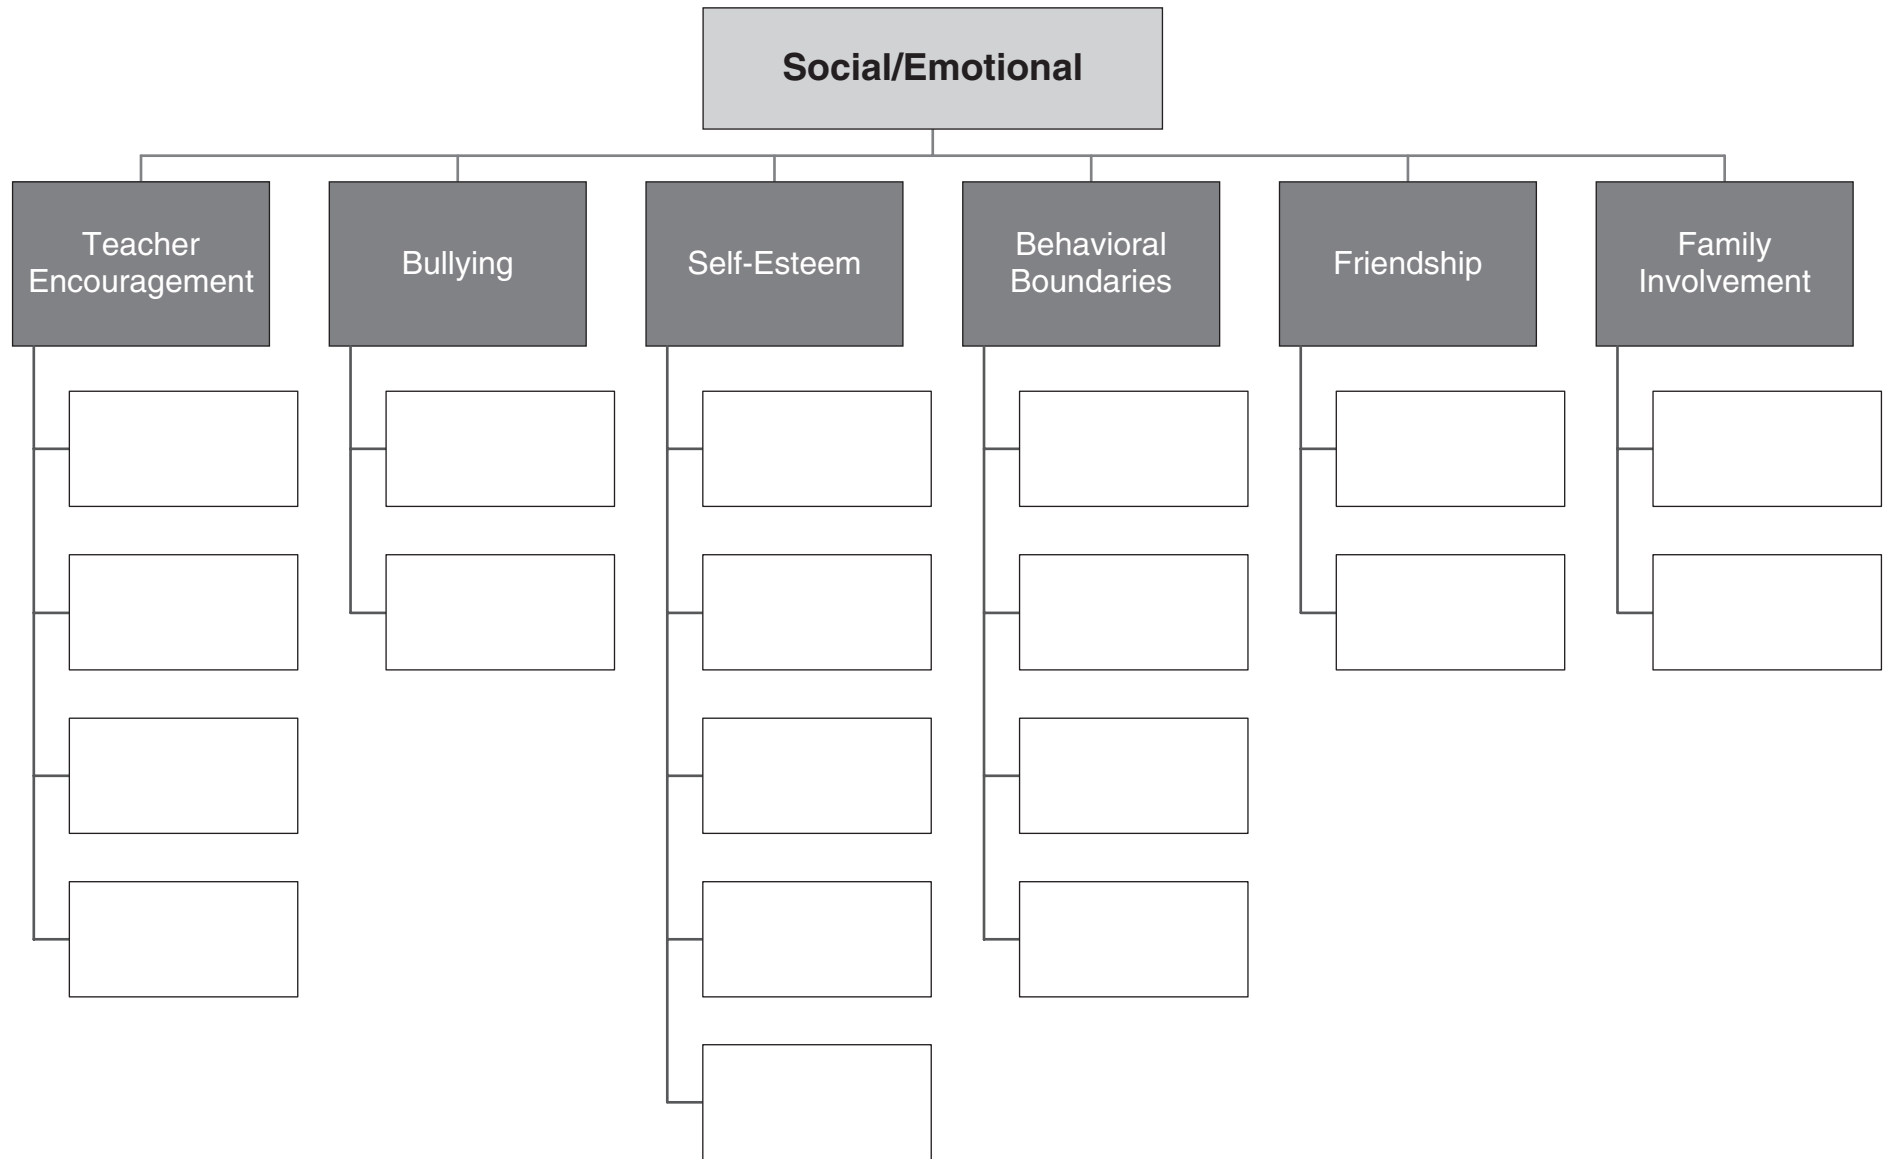 Social/Emotional
Teacher
Encouragement
Bullying
Self-Esteem
Behavioral
Boundaries
Friendship
Family
Involvement